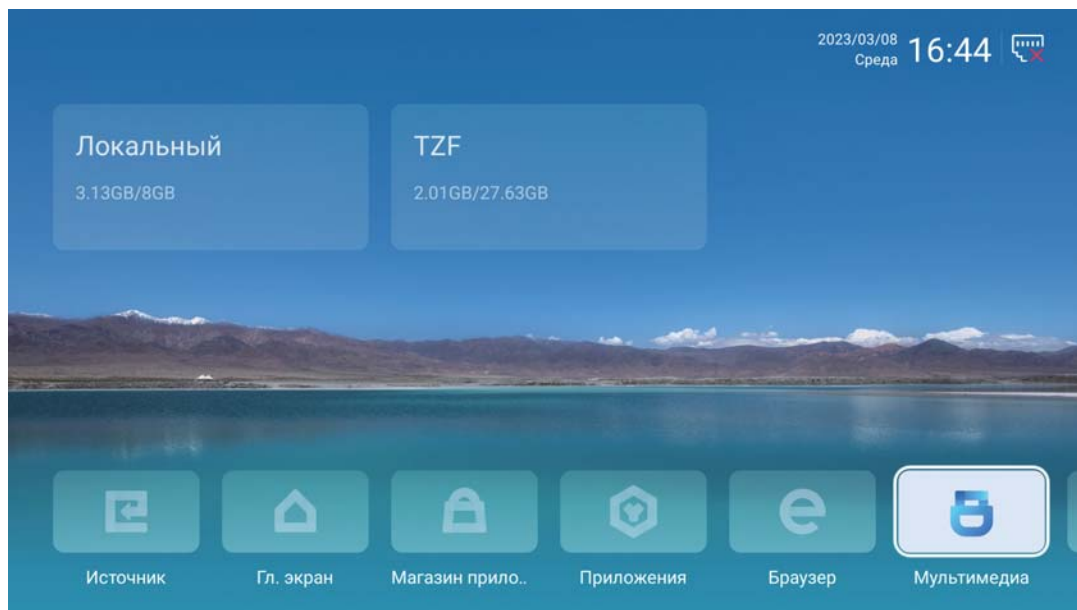 2023/03/08
Среда
16:44
Локальный
TZF
3.13GB/8GB
2.01GB/27.63GB
Источник
Гл. экран
Магазин прило..
Приложения
Браузер
Мультимедиа